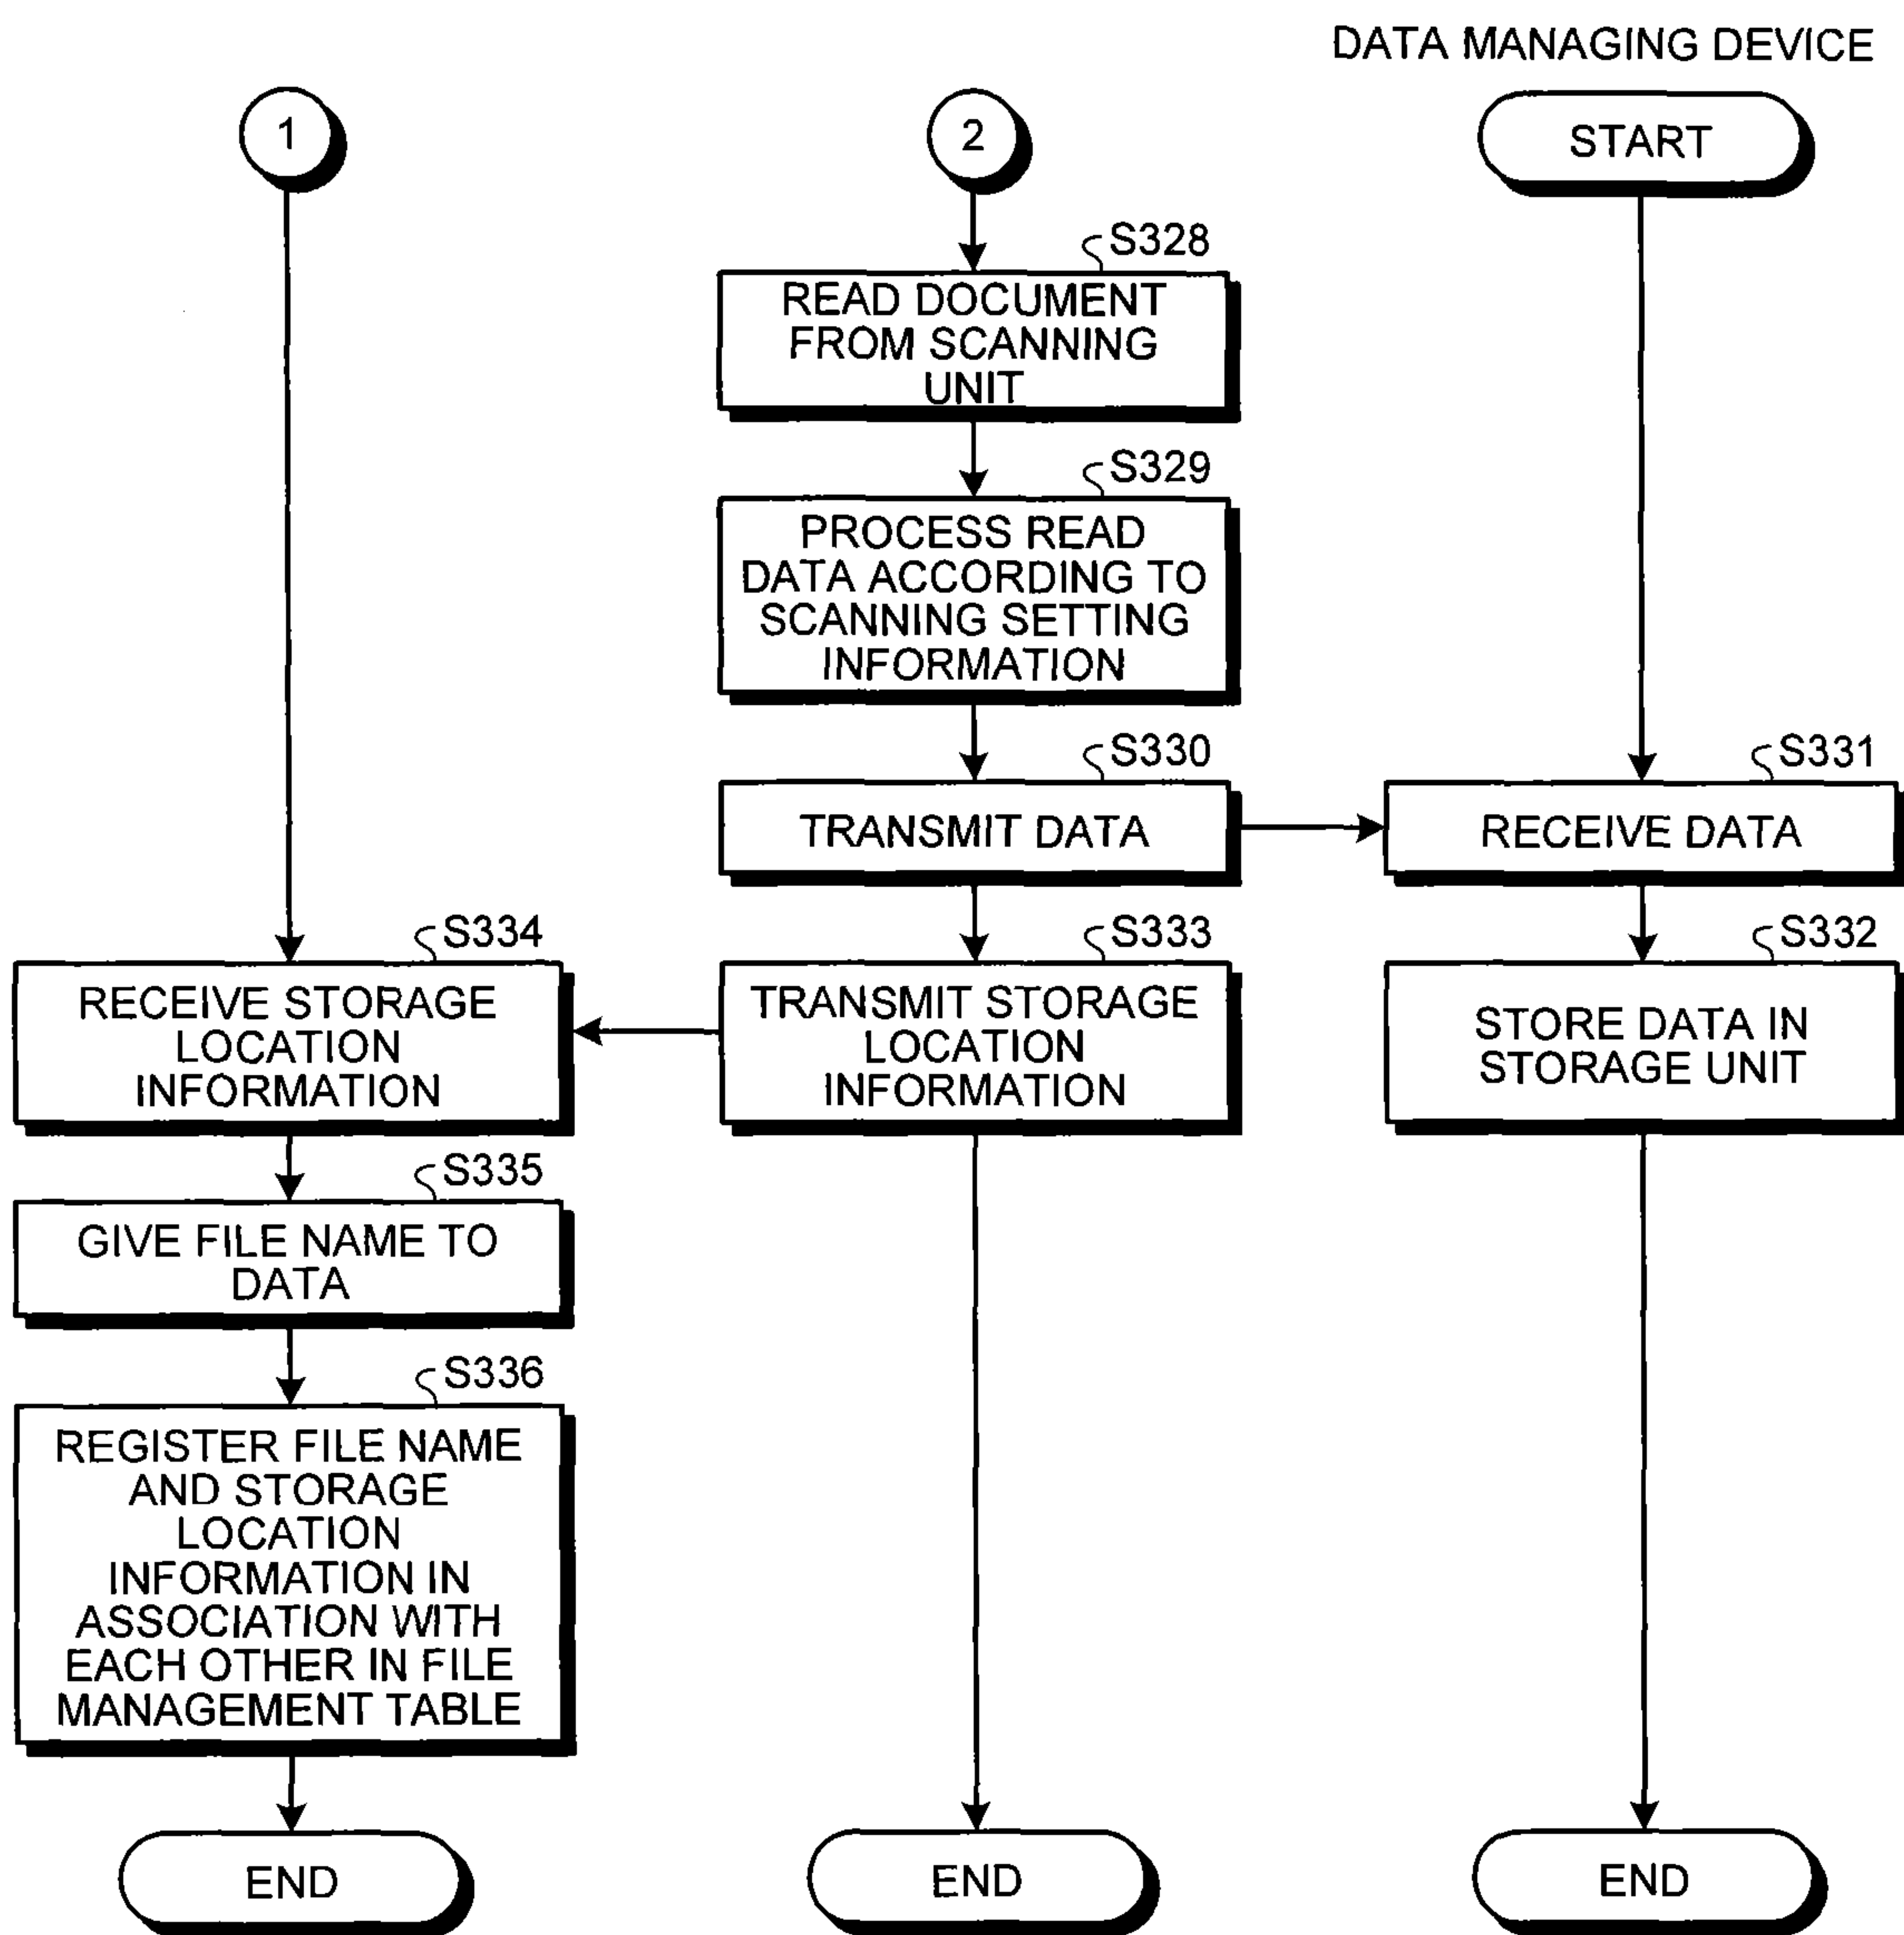 DATA MANAGING DEVICE
1
2
START
S328
READ DOCUMENT
FROM SCANNING
UNIT
S329
PROCESS READ
DATA ACCORDING TO
SCANNING SETTING
INFORMATION
S330
TRANSMIT DATA
S331
RECEIVE DATA
S334
RECEIVE STORAGE
LOCATION
INFORMATION
S333
TRANSMIT STORAGE
LOCATION
INFORMATION
S332
STORE DATA IN
STORAGE UNIT
S335
GIVE FILE NAME TO
DATA
S336
REGISTER FILE NAME
AND STORAGE
LOCATION
INFORMATION IN
ASSOCIATION WITH
EACH OTHER IN FILE
MANAGEMENT TABLE
END
END
END